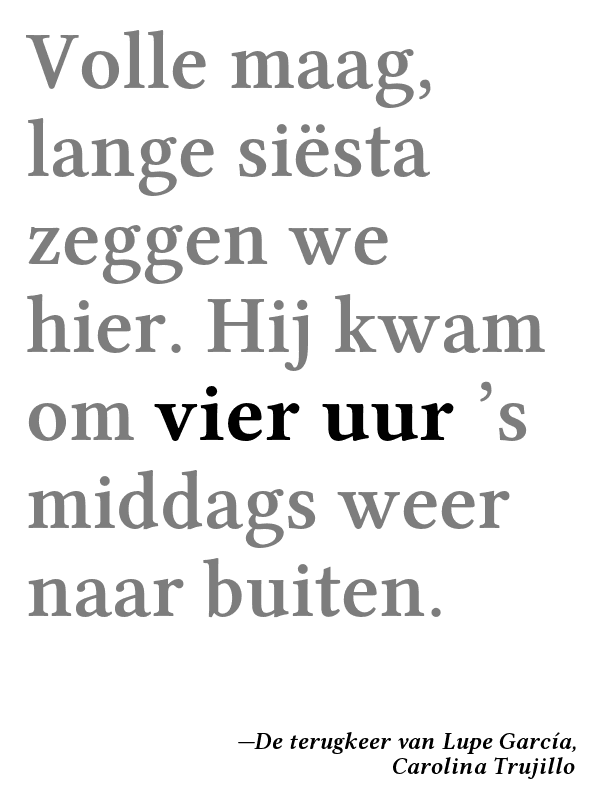 Volle maag,
lange siësta
zeggen we
hier. Hij kwam
om vier uur ’s
middags weer
naar buiten.
—De terugkeer van Lupe García,
Carolina Trujillo